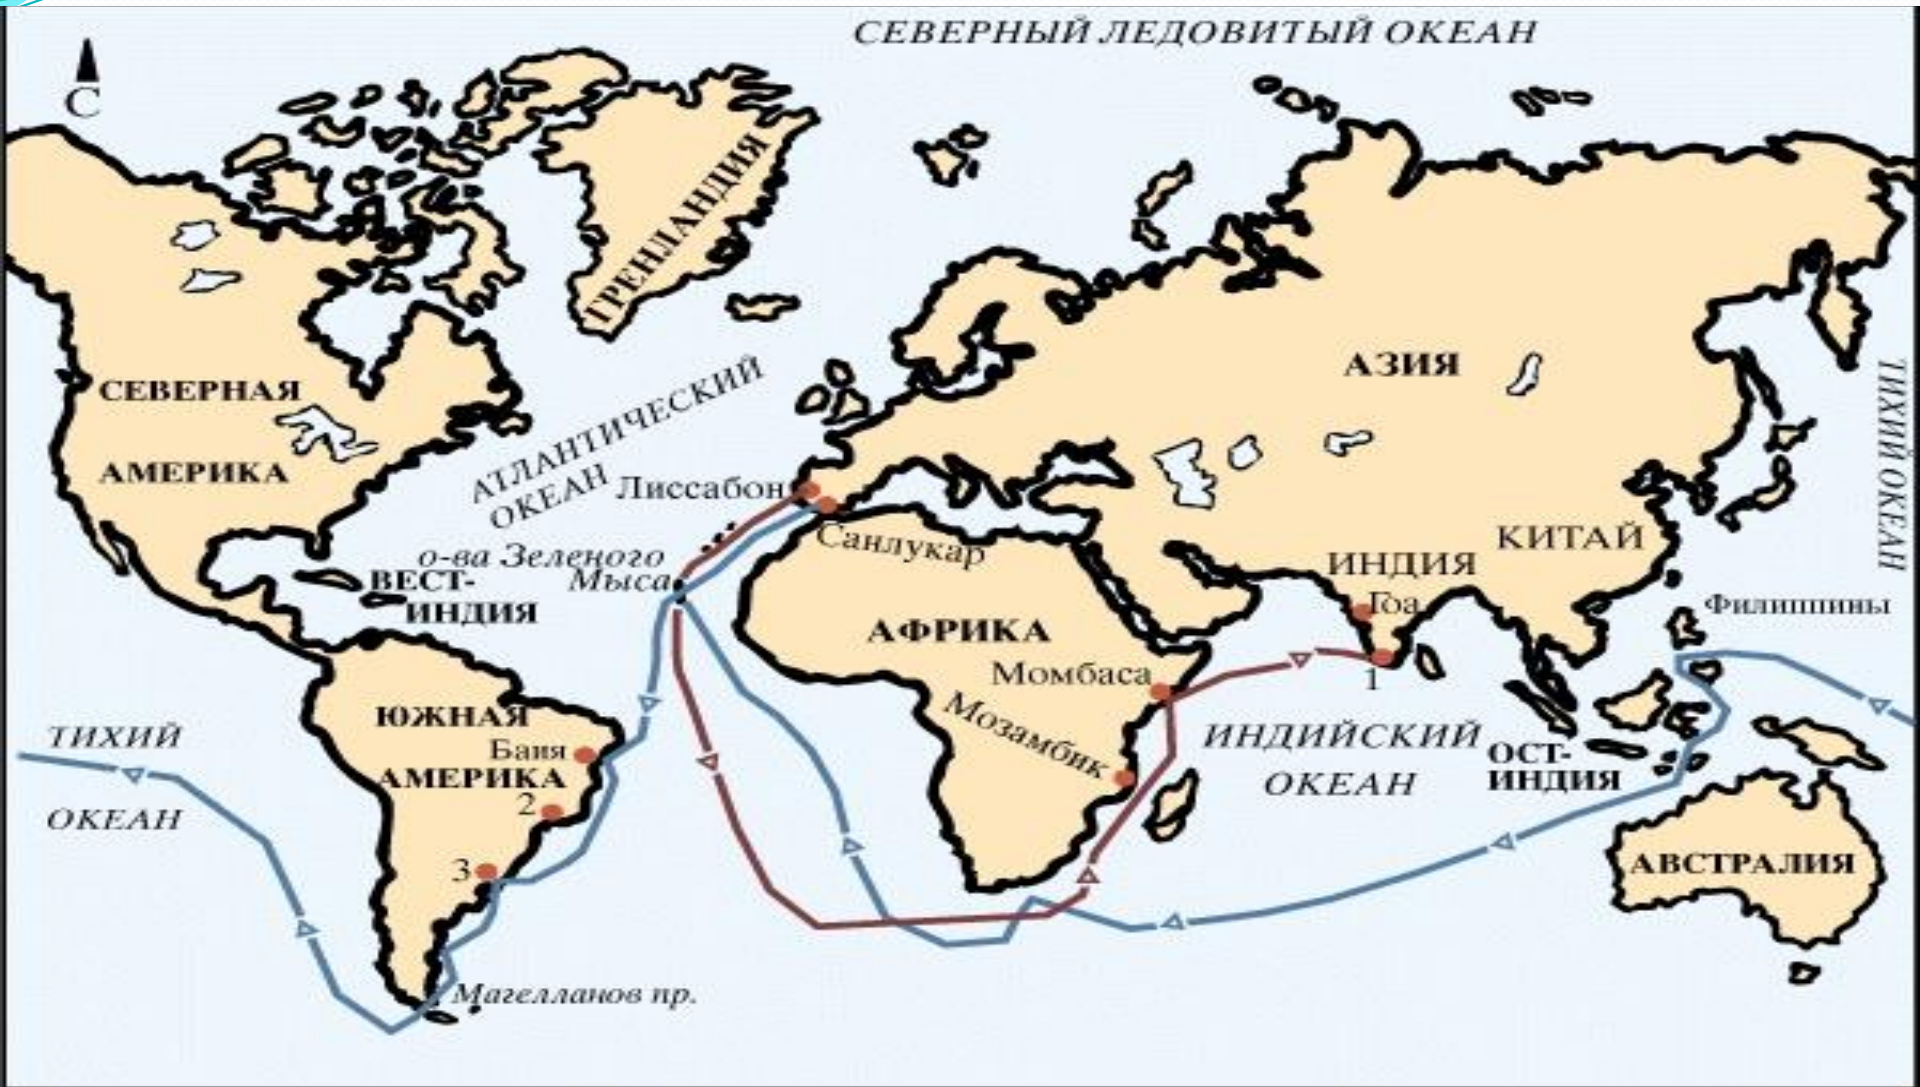 СЕВЕРНЫЙ ЛЕДОВИТЫЙ ОКЕАН
С
ГРЕНЛАНДИЯ
СЕВЕРНАЯ
АМЕРИКА
АТЛАНТИЧЕСКИЙ
ОКЕАН
АЗИЯ
ТИХИЙ ОКЕАН
Лиссабон
Санлукар
о-ва Зеленого
Мыса
ВЕСТ-
ИНДИЯ
КИТАЙ
ИНДИЯ
Гоа
Филиппины
АФРИКА
Момбаса
1
Мозамбик
ЮЖНАЯ
Баия
АМЕРИКА
2
3
ТИХИЙ
ОКЕАН
ИНДИЙСКИЙ
ОКЕАН
ОСТ-
ИНДИЯ
АВСТРАЛИЯ
Магелланов пр.